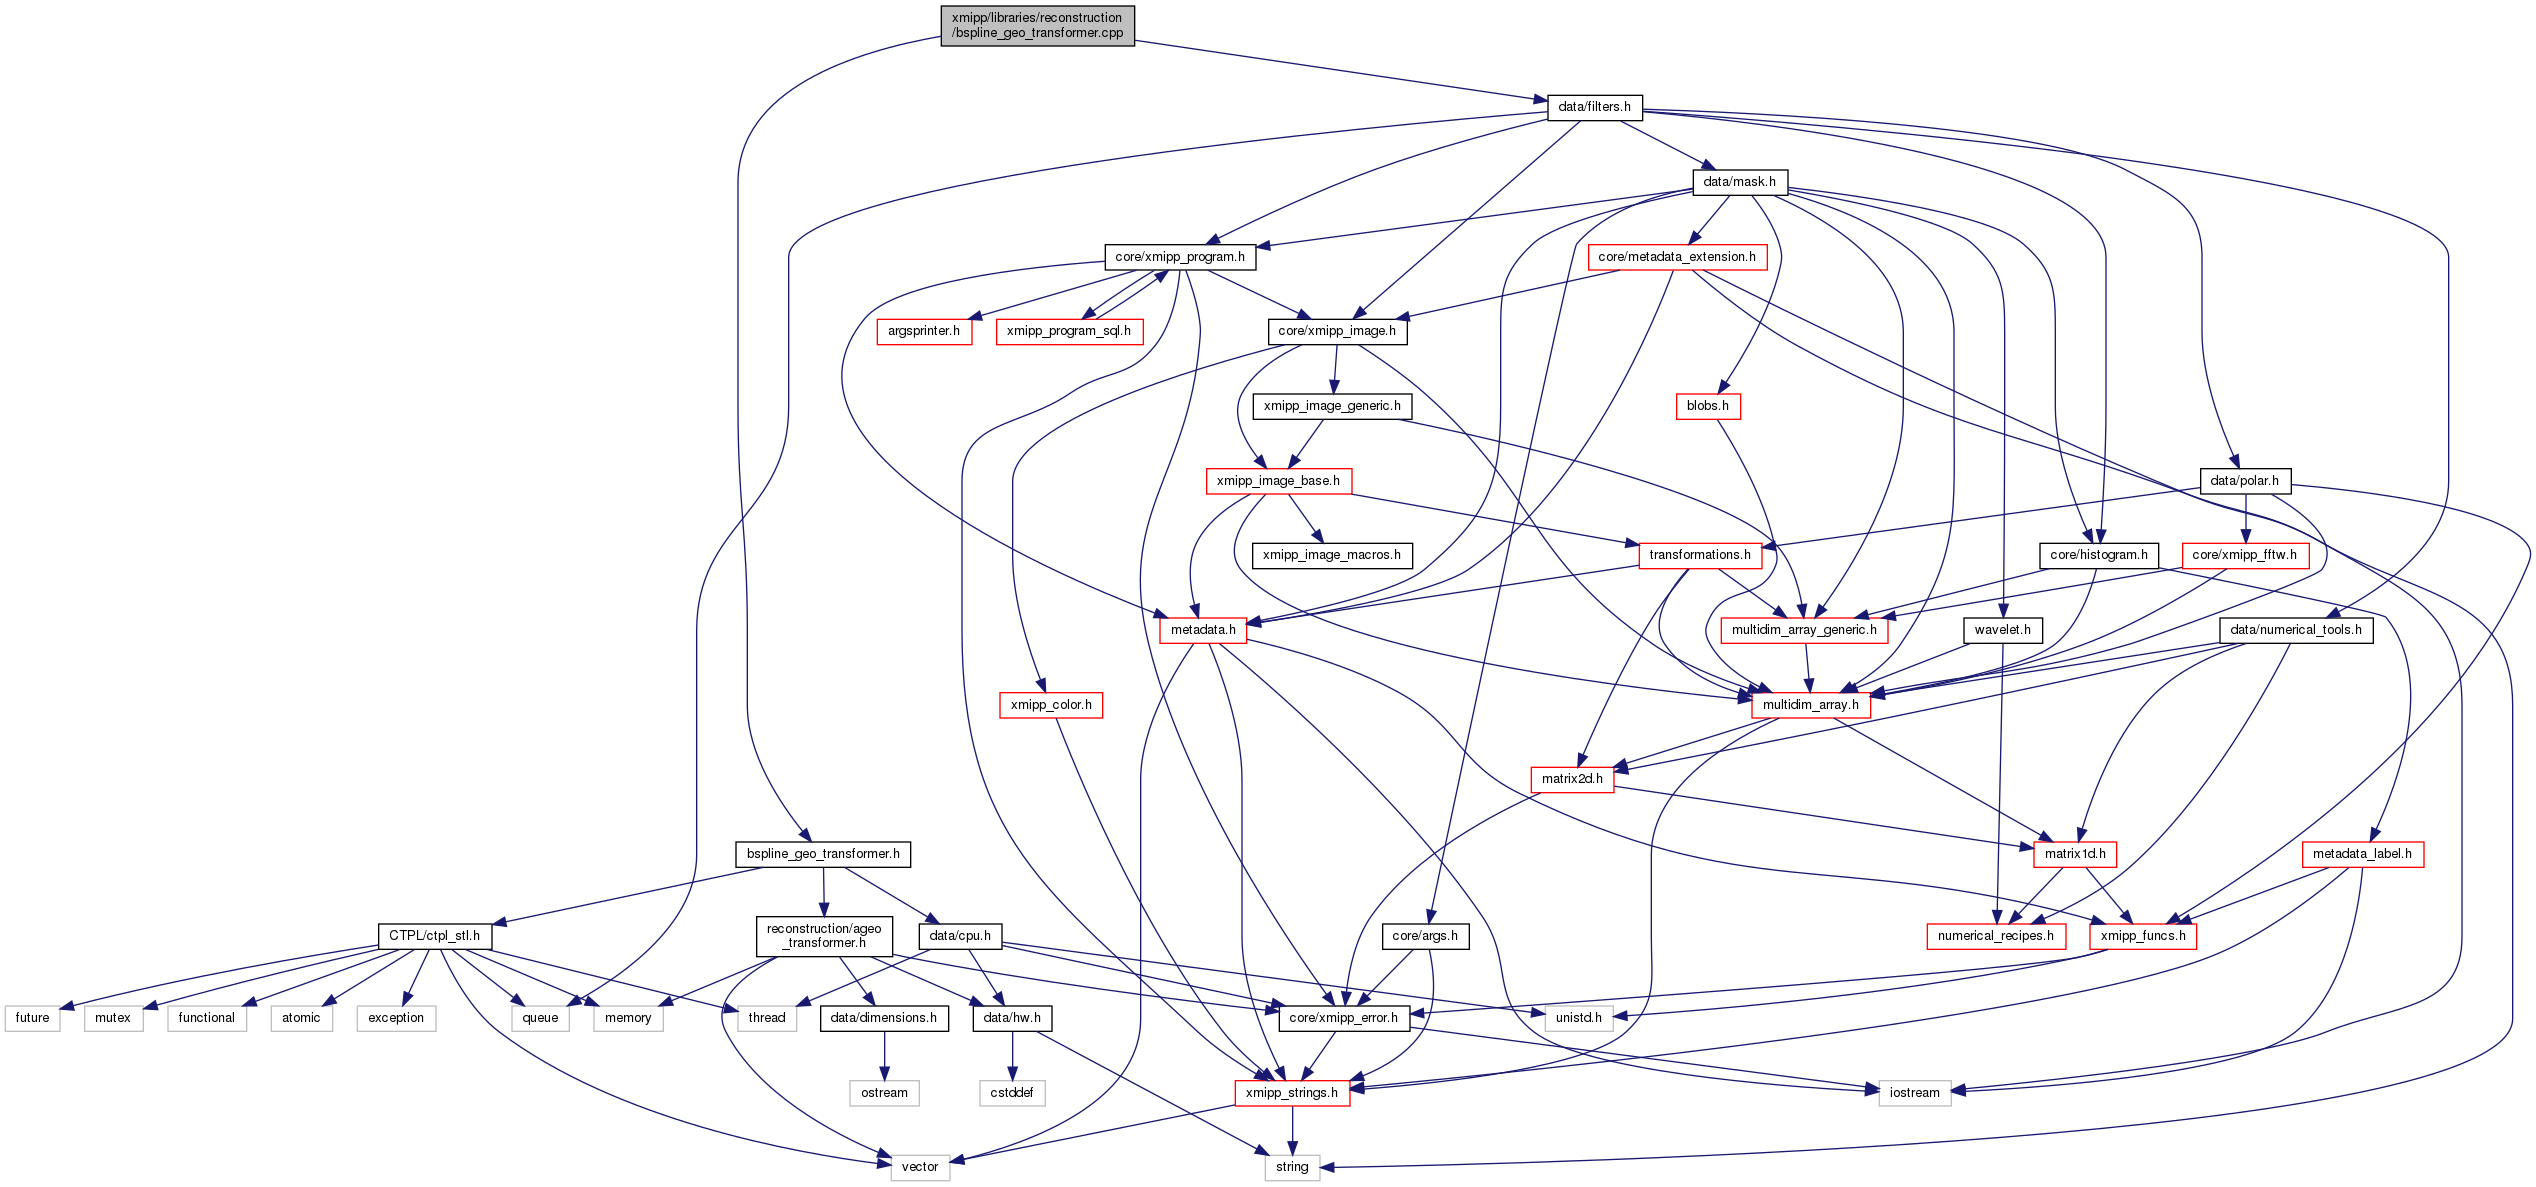 xmipp/libraries/reconstruction
/bspline_geo_transformer.cpp
data/filters.h
data/mask.h
core/xmipp_program.h
core/metadata_extension.h
argsprinter.h
xmipp_program_sql.h
core/xmipp_image.h
xmipp_image_generic.h
blobs.h
xmipp_image_base.h
data/polar.h
xmipp_image_macros.h
transformations.h
core/histogram.h
core/xmipp_fftw.h
metadata.h
multidim_array_generic.h
wavelet.h
data/numerical_tools.h
xmipp_color.h
multidim_array.h
matrix2d.h
bspline_geo_transformer.h
matrix1d.h
metadata_label.h
CTPL/ctpl_stl.h
reconstruction/ageo
_transformer.h
data/cpu.h
core/args.h
numerical_recipes.h
xmipp_funcs.h
future
mutex
functional
atomic
exception
queue
memory
thread
data/dimensions.h
data/hw.h
core/xmipp_error.h
unistd.h
ostream
cstddef
xmipp_strings.h
iostream
vector
string